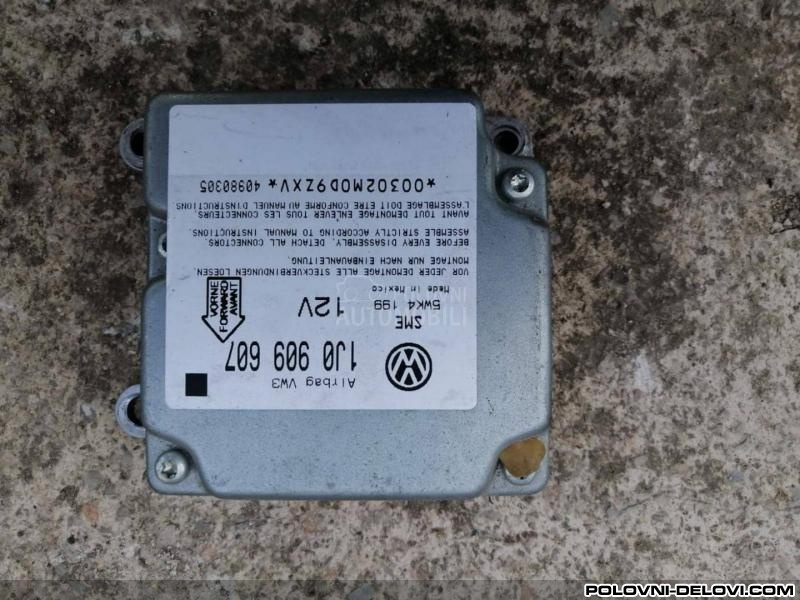 Airbag VW3
1J0 909 607
SME
12V
5WK4 199
Made in Mexico
VORNE
FORWARD
AVANT
VOR JEDER DEMONTAGE ALLE STECKVERBINDUNGEN LOESEN.
MONTAGE NUR NACH EINBAUANLEITUNG.
BEFORE EVERY DISASSEMBLY, DETACH ALL CONNECTORS.
ASSEMBLE STRICTLY ACCORDING TO MANUAL INSTRUCTIONS.
AVANT TOUT DEMONTAGE ENLEVER TOUS LES CONNECTEURS.
L'ASSEMBLAGE DOIT ETRE CONFORME AU MANUEL D'INSTRUCTIONS
*00302M0D9ZXV* 40980305
AUTOMOBILI
POLOVNI-DELOVI.COM